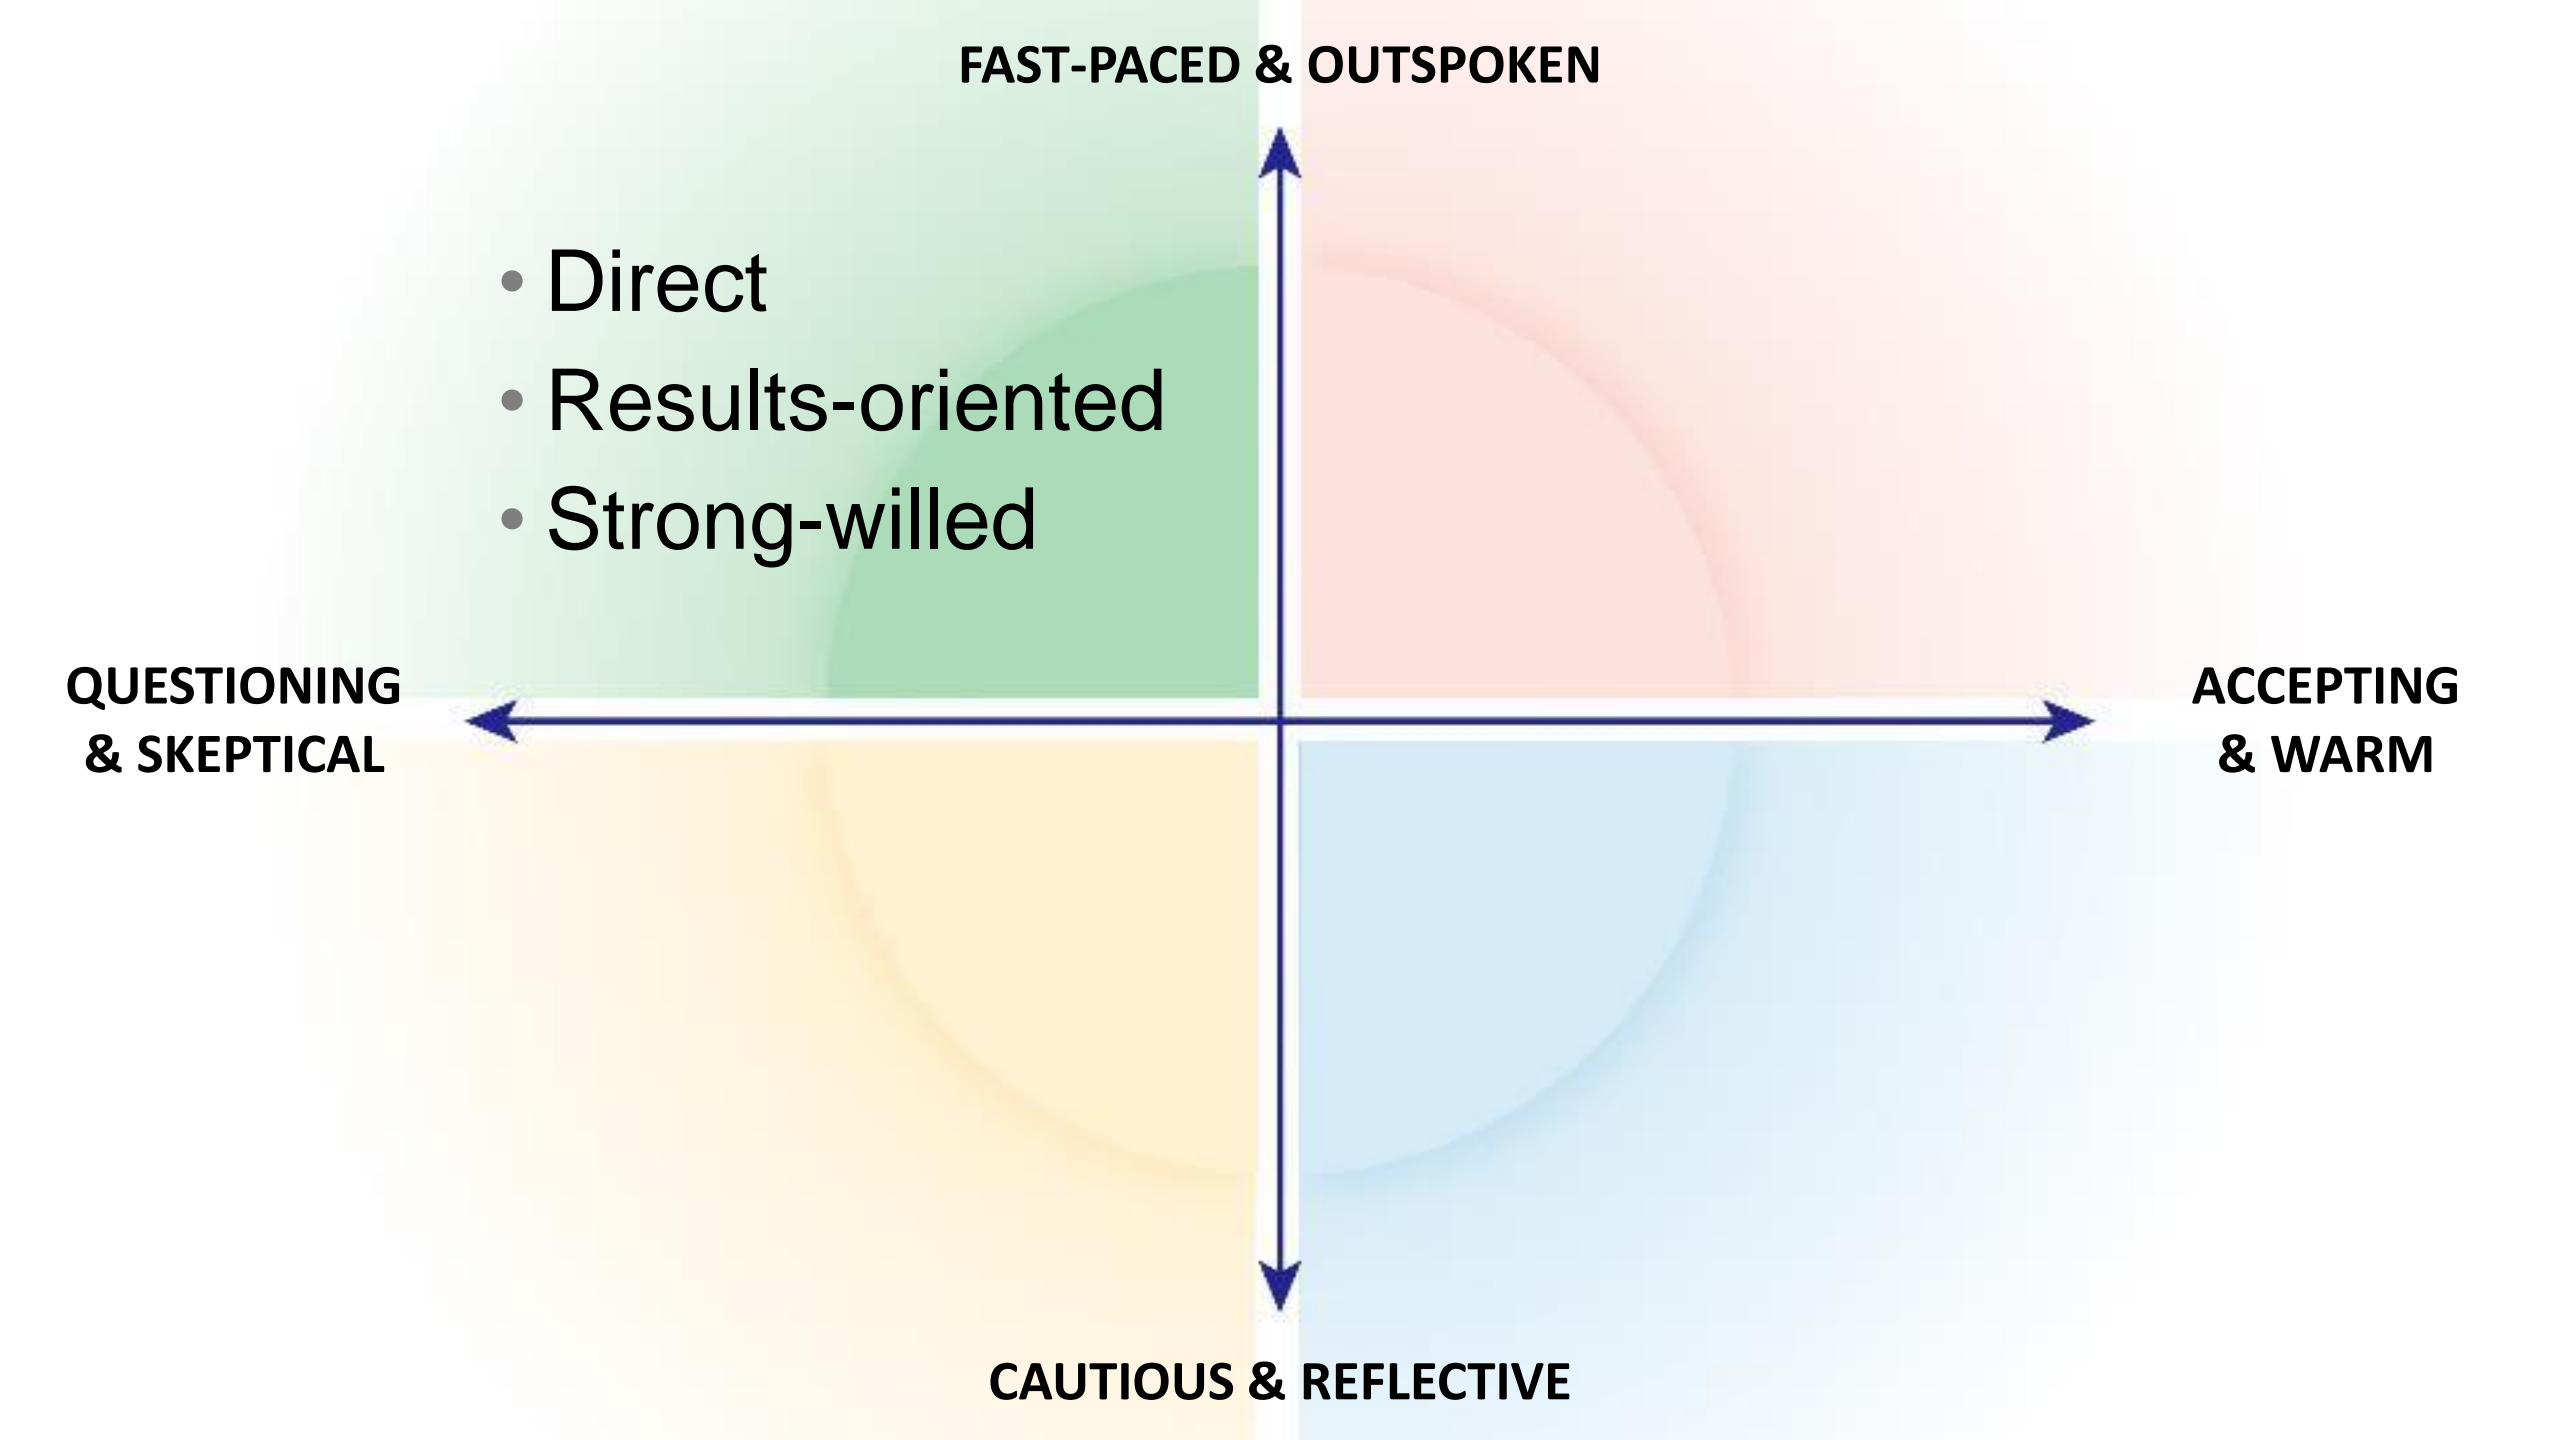 FAST-PACED & OUTSPOKEN
• Direct
• Results-oriented
• Strong-willed
QUESTIONING
& SKEPTICAL
ACCEPTING
& WARM
CAUTIOUS & REFLECTIVE